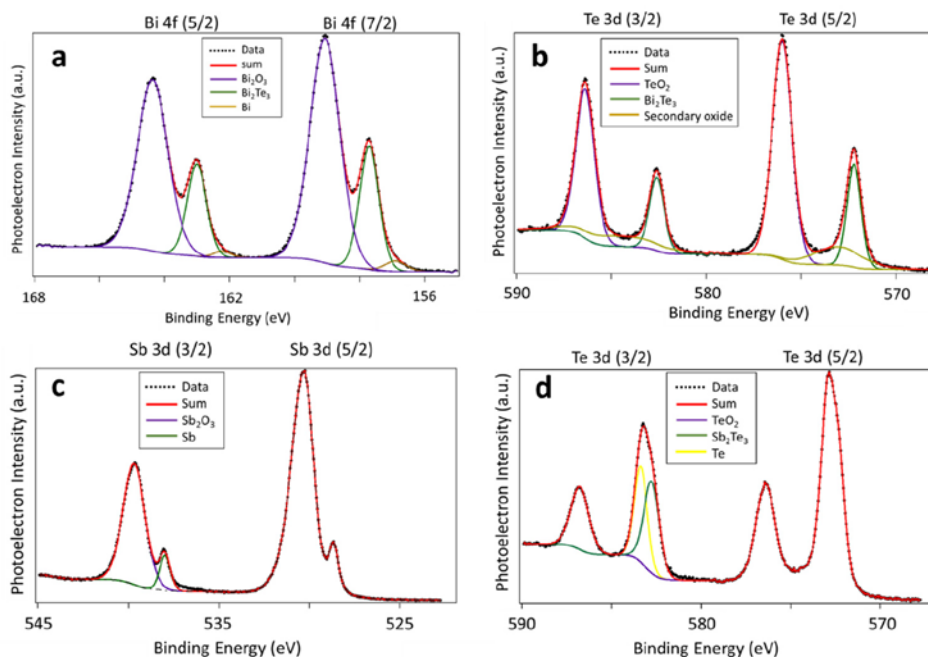 Bi 4f (5/2) Bi 4f (7/2)
a
Data
sum
Bi₂O₃
Bi₂Te₃
Bi
Photoelectron Intensity (a.u.)
168 162 156
Binding Energy (eV)
Te 3d (3/2) Te 3d (5/2)
b
Data
Sum
TeO₂
Bi₂Te₃
Secondary oxide
Photoelectron Intensity (a.u.)
590 580 570
Binding Energy (eV)
Sb 3d (3/2) Sb 3d (5/2)
c
Data
Sum
Sb₂O₃
Sb
Photoelectron Intensity (a.u.)
545 535 525
Binding Energy (eV)
Te 3d (3/2) Te 3d (5/2)
d
Data
Sum
TeO₂
Sb₂Te₃
Te
Photoelectron Intensity (a.u.)
590 580 570
Binding Energy (eV)